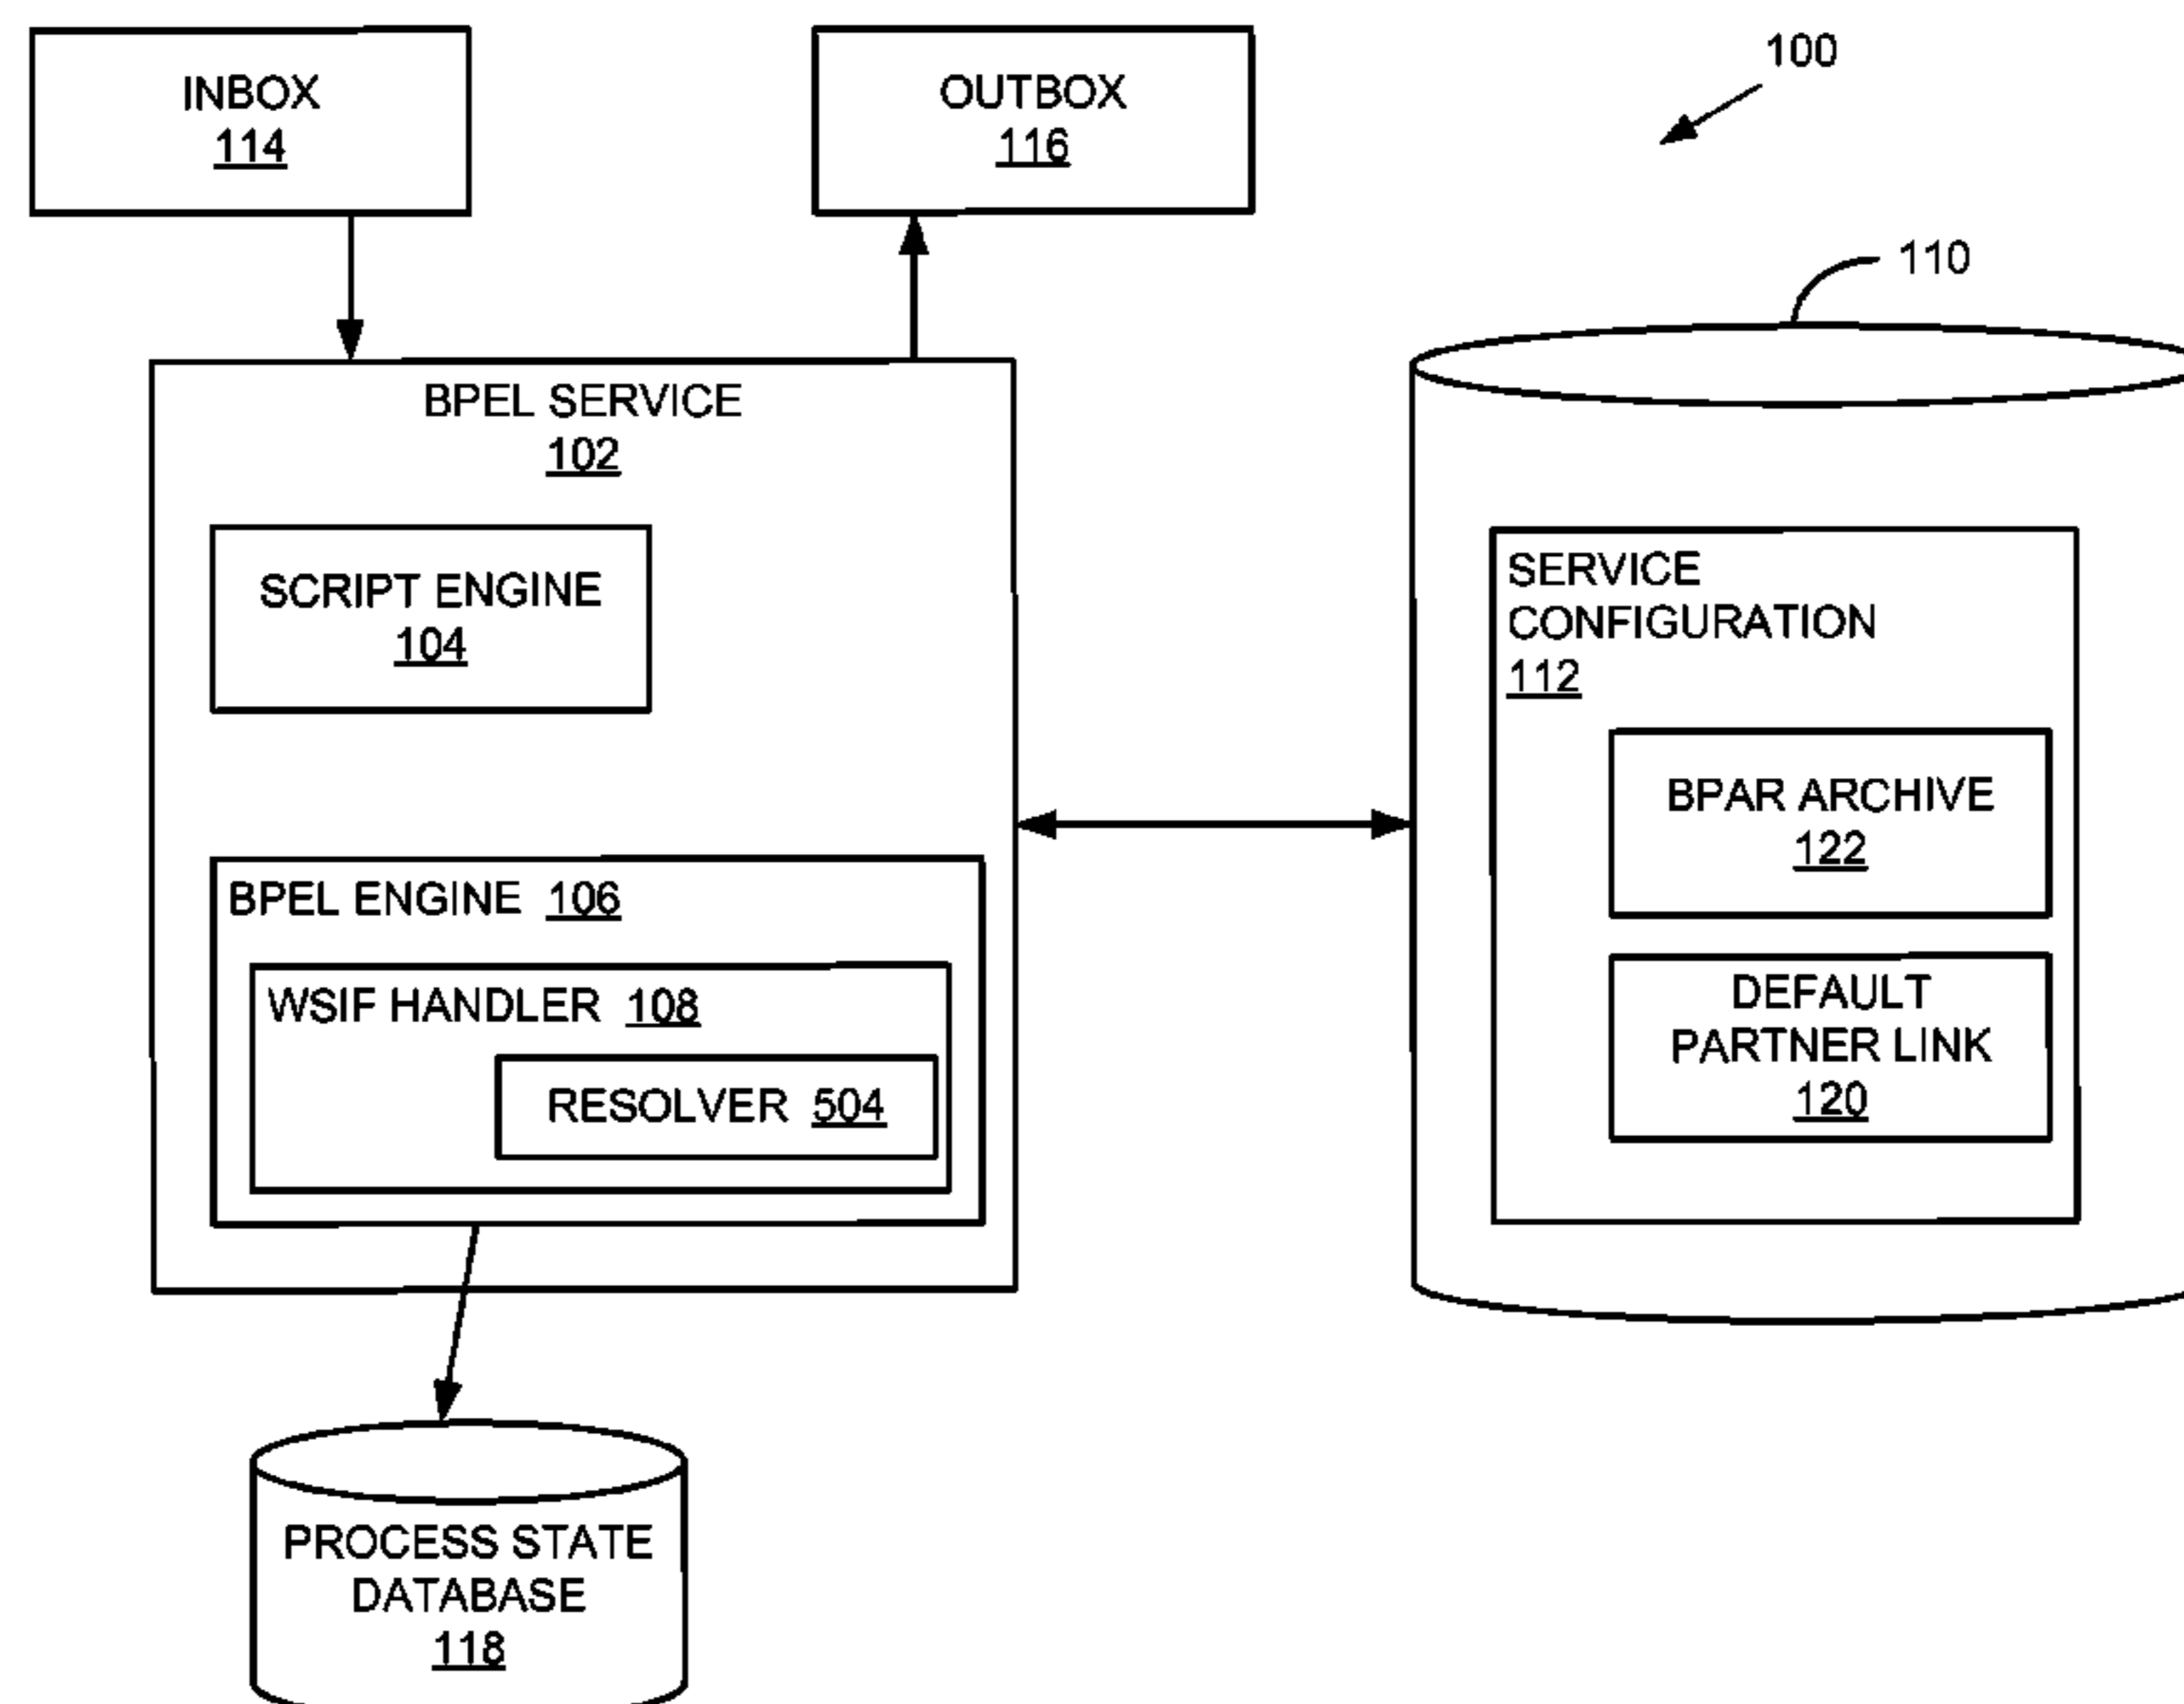 INBOX
114
OUTBOX
116
100
110
BPEL SERVICE
102
SCRIPT ENGINE
104
BPEL ENGINE 106
WSIF HANDLER 108
RESOLVER 504
SERVICE
CONFIGURATION
112
BPAR ARCHIVE
122
DEFAULT
PARTNER LINK
120
PROCESS STATE
DATABASE
118